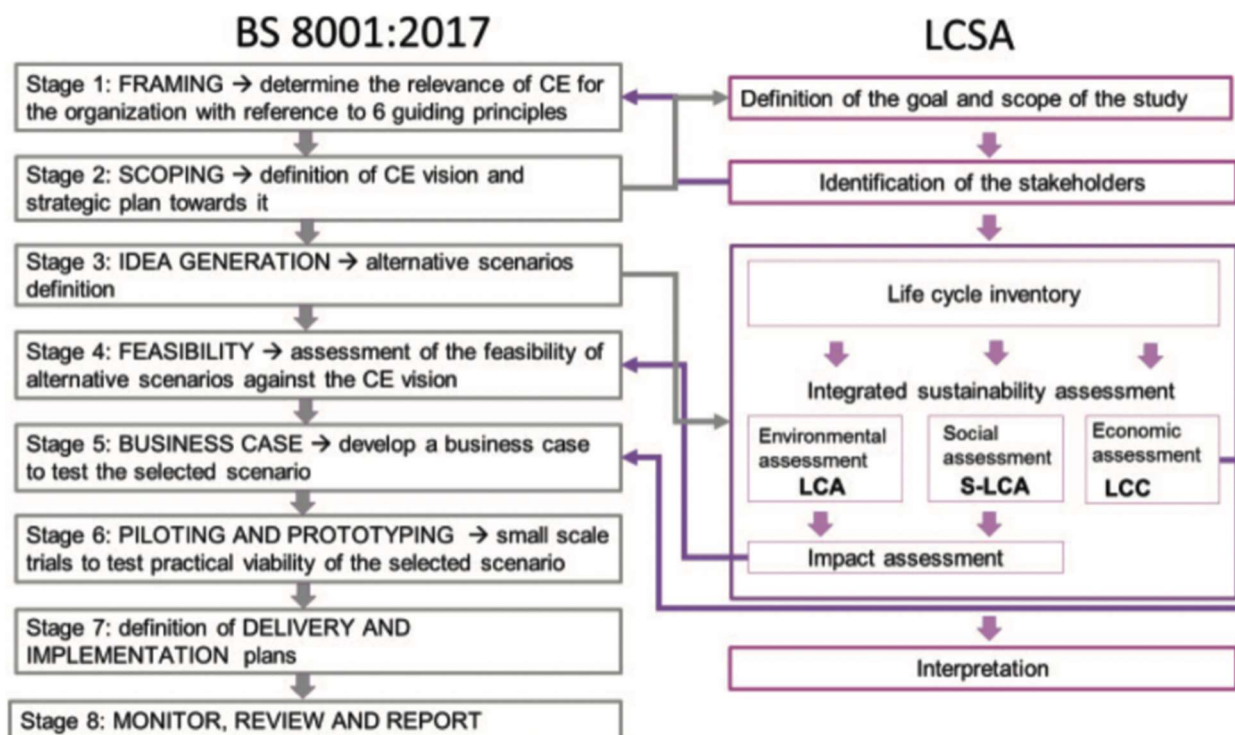 BS 8001:2017
Stage 1: FRAMING → determine the relevance of CE for
the organization with reference to 6 guiding principles
Stage 2: SCOPING → definition of CE vision and
strategic plan towards it
Stage 3: IDEA GENERATION → alternative scenarios
definition
Stage 4: FEASIBILITY → assessment of the feasibility of
alternative scenarios against the CE vision
Stage 5: BUSINESS CASE → develop a business case
to test the selected scenario
Stage 6: PILOTING AND PROTOTYPING → small scale
trials to test practical viability of the selected scenario
Stage 7: definition of DELIVERY AND
IMPLEMENTATION plans
Stage 8: MONITOR, REVIEW AND REPORT
LCSA
Definition of the goal and scope of the study
Identification of the stakeholders
Life cycle inventory
Integrated sustainability assessment
Environmental
assessment
LCA
Social
assessment
S-LCA
Economic
assessment
LCC
Impact assessment
Interpretation